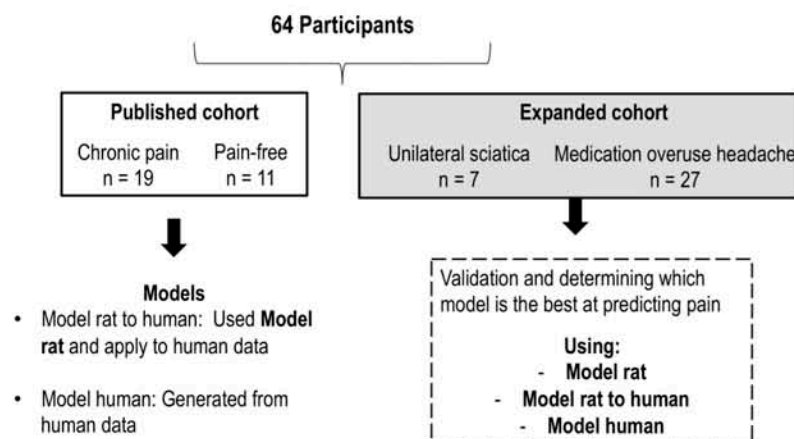 64 Participants
Published cohort
Chronic pain Pain-free
n = 19 n = 11
Expanded cohort
Unilateral sciatica Medication overuse headache
n = 7 n = 27
Models
• Model rat to human: Used Model
rat and apply to human data
• Model human: Generated from
human data
Validation and determining which
model is the best at predicting pain
Using:
- Model rat
- Model rat to human
- Model human